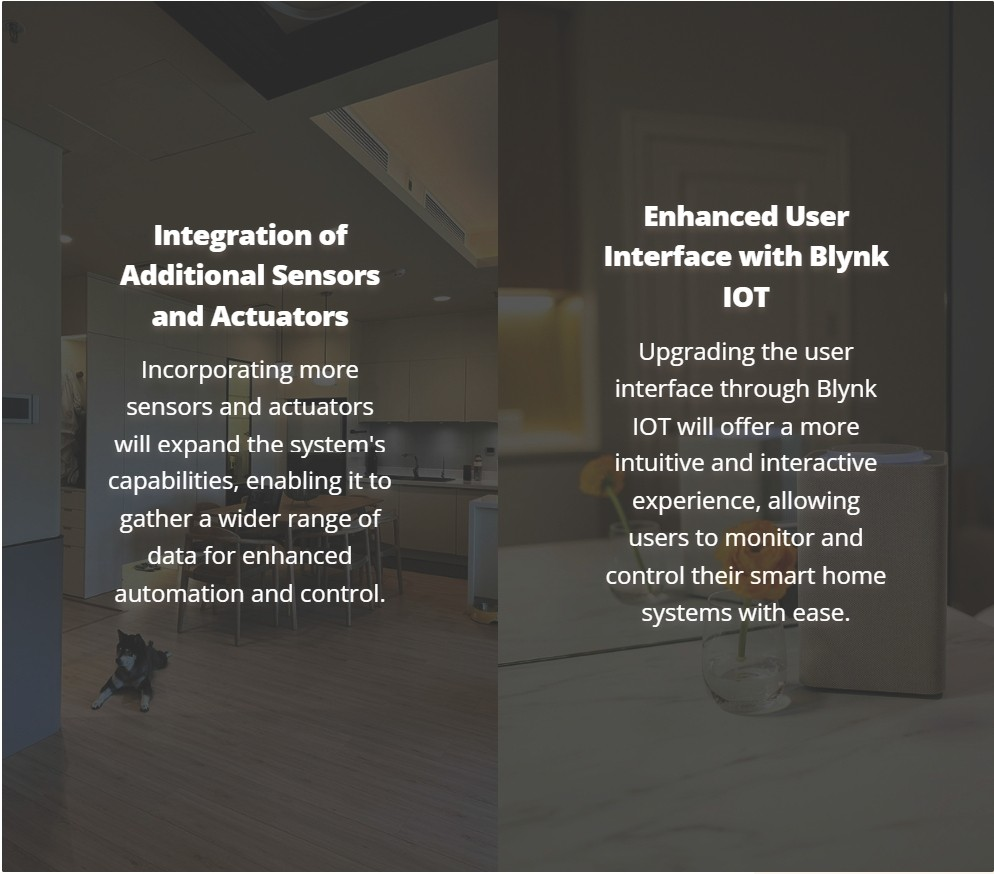 Integration of
Additional Sensors
and Actuators
Incorporating more
sensors and actuators
will expand the system's
capabilities, enabling it to
gather a wider range of
data for enhanced
automation and control.
Enhanced User
Interface with Blynk
IOT
Upgrading the user
interface through Blynk
IOT will offer a more
intuitive and interactive
experience, allowing
users to monitor and
control their smart home
systems with ease.